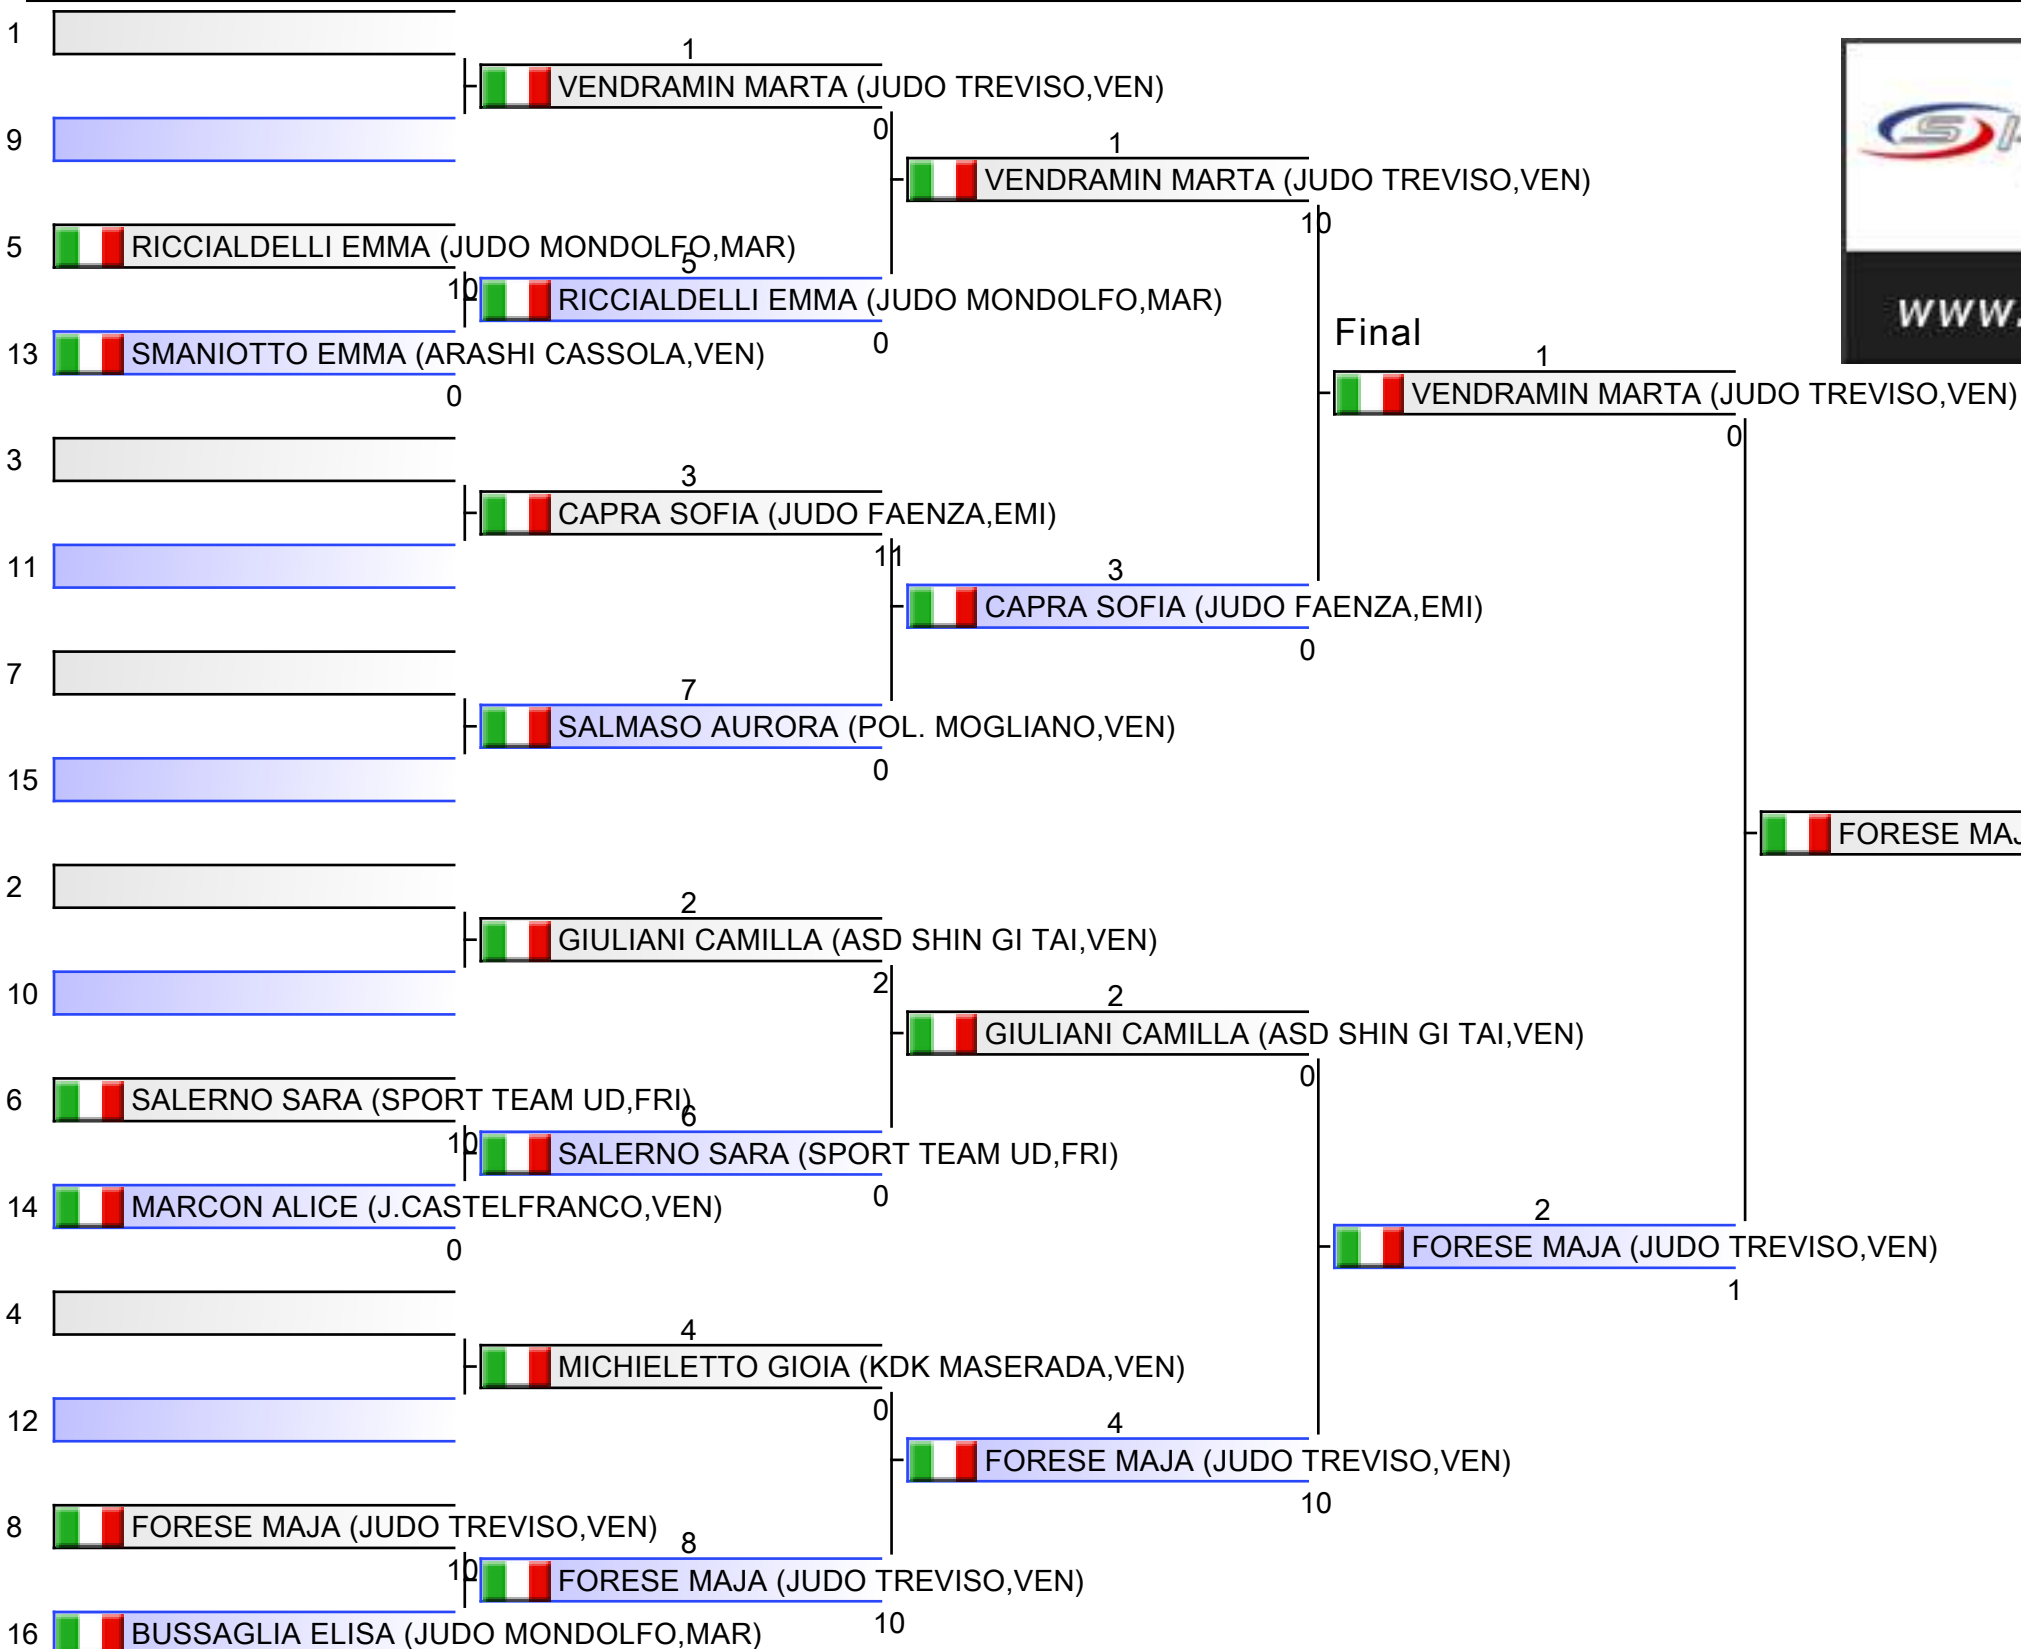 1
1
VENDRAMIN MARTA (JUDO TREVISO,VEN)
0
9
1
VENDRAMIN MARTA (JUDO TREVISO,VEN)
10
5
RICCIALDELLI EMMA (JUDO MONDOLFO,MAR)
10
5
RICCIALDELLI EMMA (JUDO MONDOLFO,MAR)
0
13
SMANIOTTO EMMA (ARASHI CASSOLA,VEN)
0
www.
Final
1
VENDRAMIN MARTA (JUDO TREVISO,VEN)
0
3
3
CAPRA SOFIA (JUDO FAENZA,EMI)
11
11
3
CAPRA SOFIA (JUDO FAENZA,EMI)
0
7
7
SALMASO AURORA (POL. MOGLIANO,VEN)
0
15
FORESE MAJ
2
2
GIULIANI CAMILLA (ASD SHIN GI TAI,VEN)
2
10
2
GIULIANI CAMILLA (ASD SHIN GI TAI,VEN)
0
6
SALERNO SARA (SPORT TEAM UD,FRI)
10
6
SALERNO SARA (SPORT TEAM UD,FRI)
0
14
MARCON ALICE (J.CASTELFRANCO,VEN)
0
2
FORESE MAJA (JUDO TREVISO,VEN)
1
4
4
MICHIELETTO GIOIA (KDK MASERADA,VEN)
0
12
4
FORESE MAJA (JUDO TREVISO,VEN)
10
8
FORESE MAJA (JUDO TREVISO,VEN)
10
8
FORESE MAJA (JUDO TREVISO,VEN)
10
16
BUSSAGLIA ELISA (JUDO MONDOLFO,MAR)